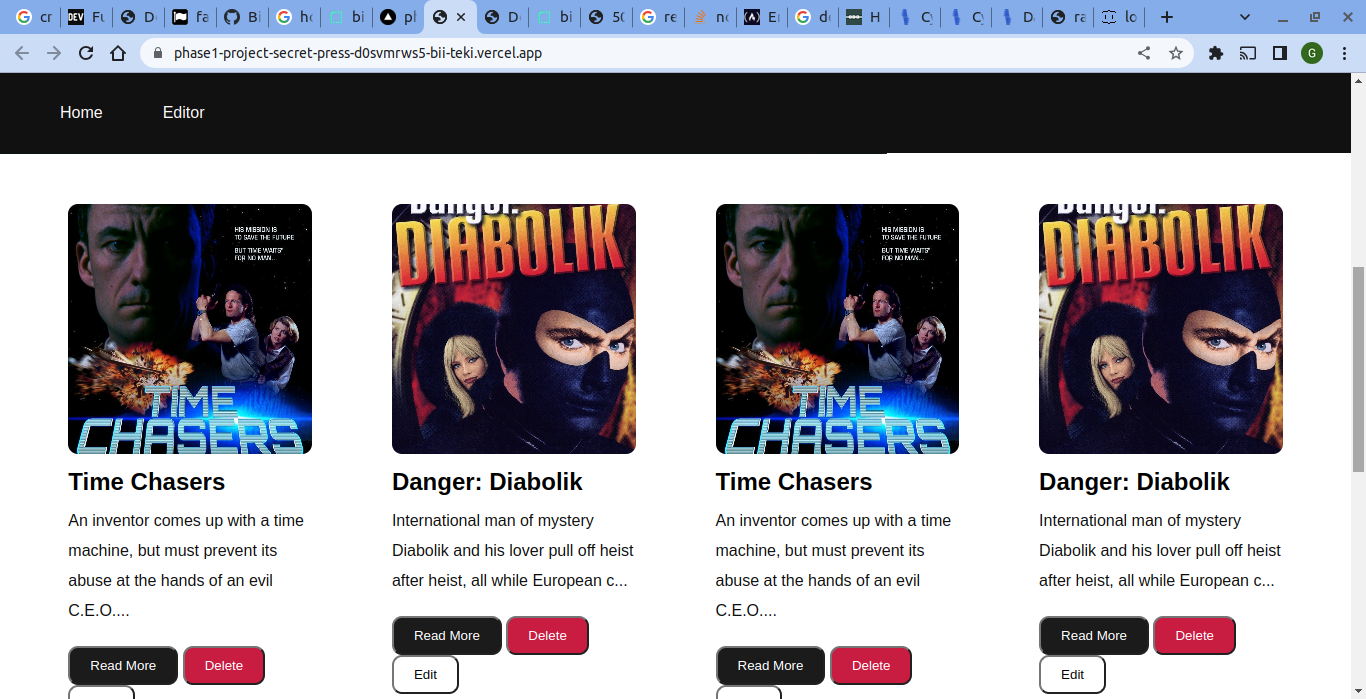 cr
DEV Fu
D
fa
Bi
ho
bi
pl
D
bi
50
re
no
Er
de
H
Cy
Cy
D
ra
lo
phase1-project-secret-press-d0svmrws5-bii-teki.vercel.app
G
Home Editor
HIS MISSION IS
TO SAVE THE FUTURE
BUT TIME WAITS
FOR NO MAN...
TIME
CHASERS
Danger:
DIABOLIK
HIS MISSION IS
TO SAVE THE FUTURE
BUT TIME WAITS
FOR NO MAN...
TIME
CHASERS
Danger:
DIABOLIK
Time Chasers
An inventor comes up with a time
machine, but must prevent its
abuse at the hands of an evil
C.E.O....
Read More Delete
Danger: Diabolik
International man of mystery
Diabolik and his lover pull off heist
after heist, all while European c...
Read More Delete
Edit
Time Chasers
An inventor comes up with a time
machine, but must prevent its
abuse at the hands of an evil
C.E.O....
Read More Delete
Danger: Diabolik
International man of mystery
Diabolik and his lover pull off heist
after heist, all while European c...
Read More Delete
Edit